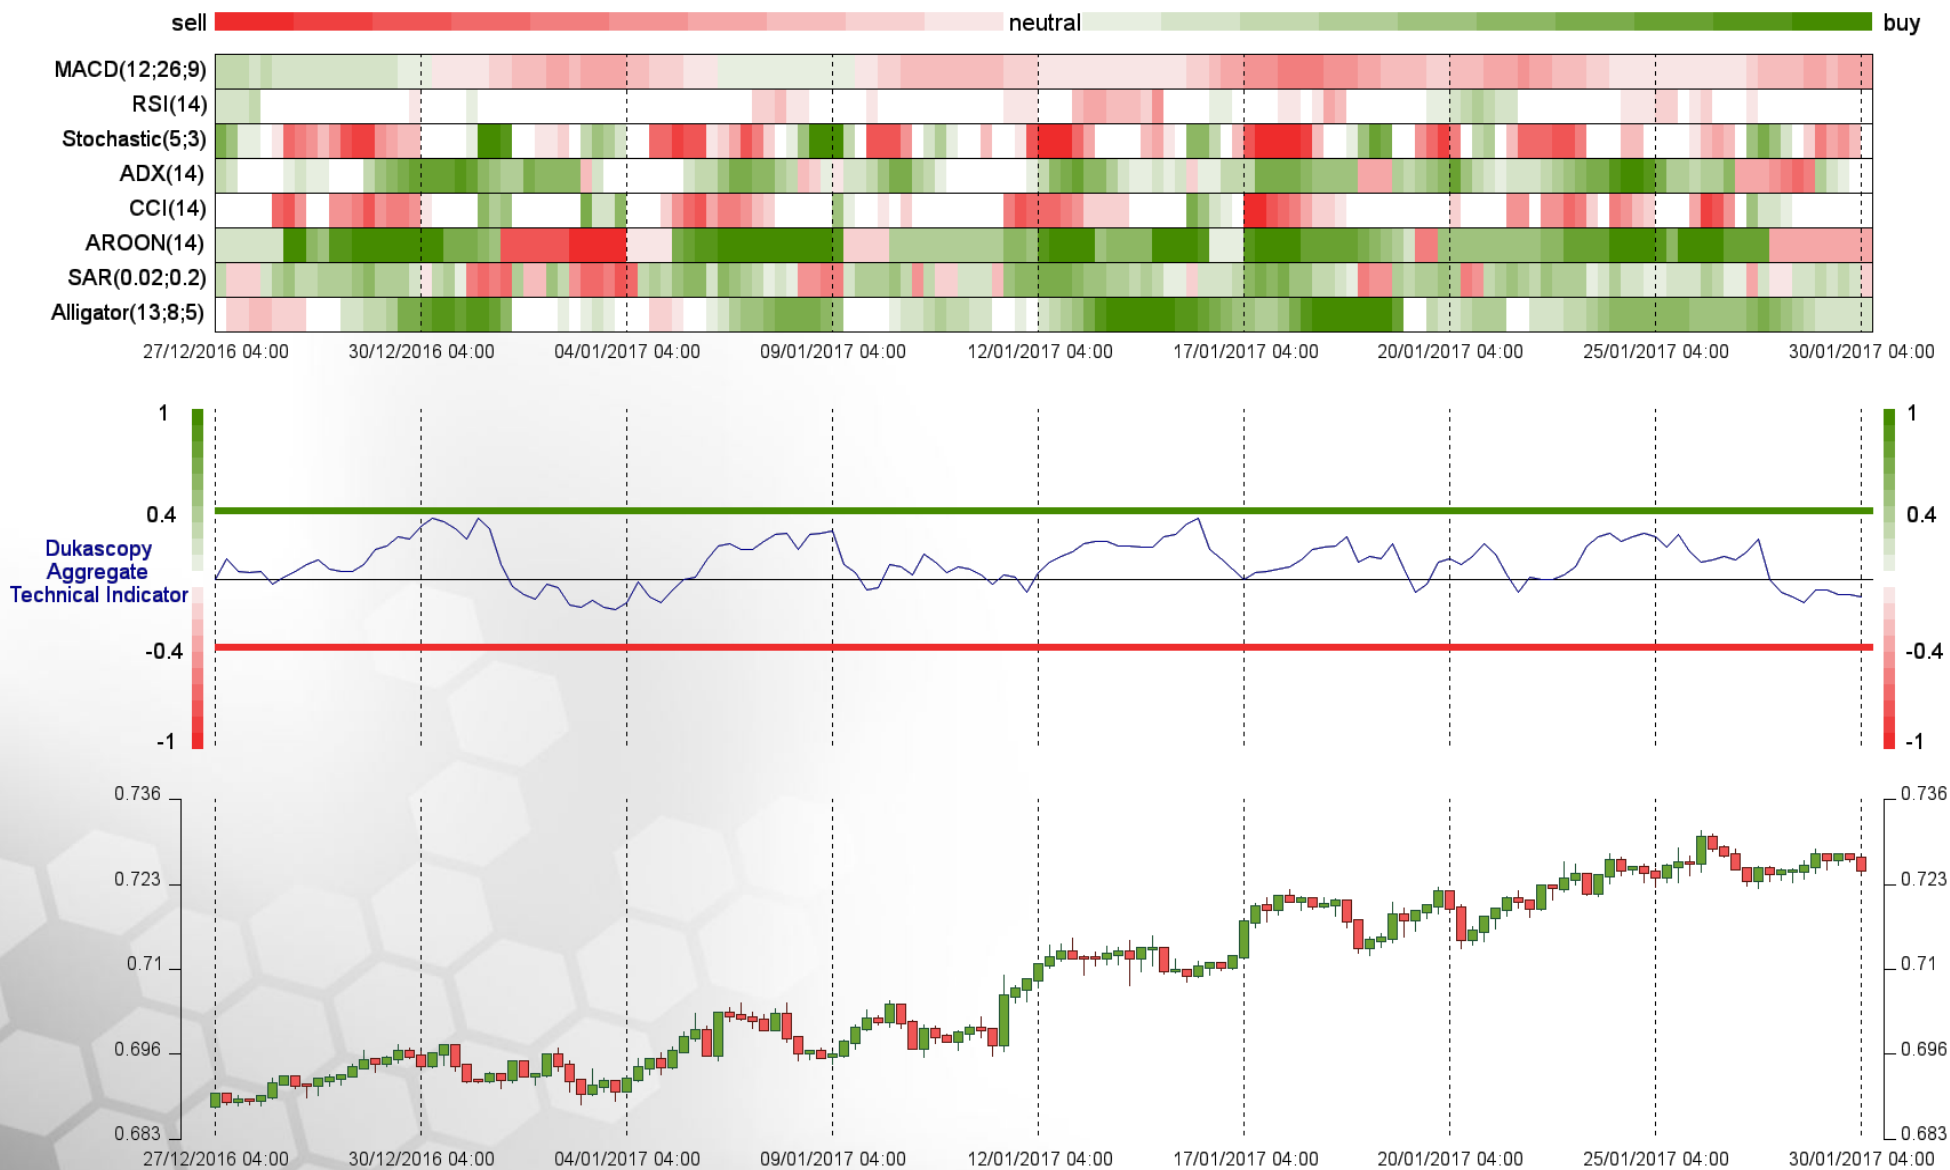 sell neutral buy
MACD(12;26;9)
RSI(14)
Stochastic(5;3)
ADX(14)
CCI(14)
AROON(14)
SAR(0.02;0.2)
Alligator(13;8;5)
27/12/2016 04:00 30/12/2016 04:00 04/01/2017 04:00 09/01/2017 04:00 12/01/2017 04:00 17/01/2017 04:00 20/01/2017 04:00 25/01/2017 04:00 30/01/2017 04:00
1 1
0.4 0.4
Dukascopy
Aggregate
Technical Indicator
-0.4 -0.4
-1 -1
0.736 0.736
0.723 0.723
0.71 0.71
0.696 0.696
0.683 0.683
27/12/2016 04:00 30/12/2016 04:00 04/01/2017 04:00 09/01/2017 04:00 12/01/2017 04:00 17/01/2017 04:00 20/01/2017 04:00 25/01/2017 04:00 30/01/2017 04:00